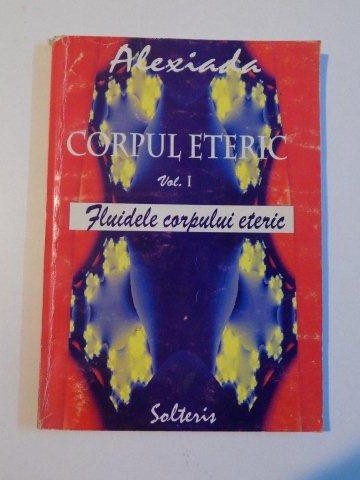 Alexiada
CORPUL ETERIC
Vol. I
Fluidele corpului eteric
Solteris